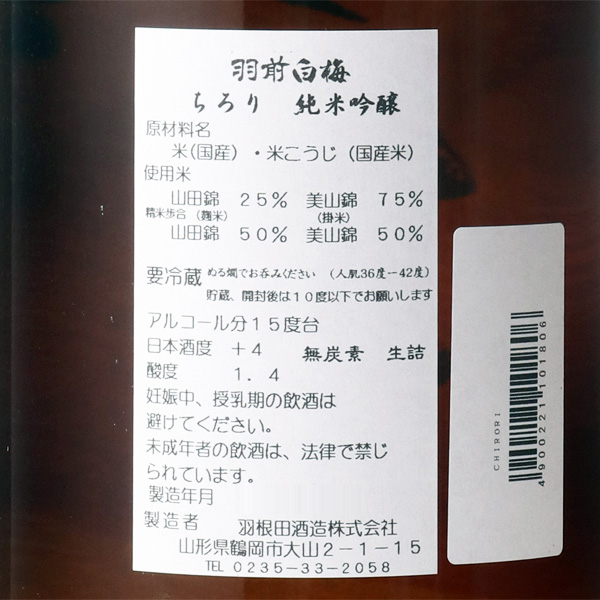 羽前白梅
ちろり 純米吟醸
原材料名
米(国産)・米こうじ(国産米)
使用米
山田錦 25% 美山錦 75%
精米歩合 (麹米) (掛米)
山田錦 50% 美山錦 50%
要冷蔵 ぬる燗でお呑みください (人肌36度ー42度)
貯蔵、開封後は10度以下でお願いします
アルコール分15度台
日本酒度 +4 無炭素 生詰
酸度 1.4
妊娠中、授乳期の飲酒は
避けてください。
未成年者の飲酒は、法律で禁じ
られています。
製造年月
製造者 羽根田酒造株式会社
山形県鶴岡市大山2-1-15
TEL 0235-33-2058
CHIRORI
4900221101806